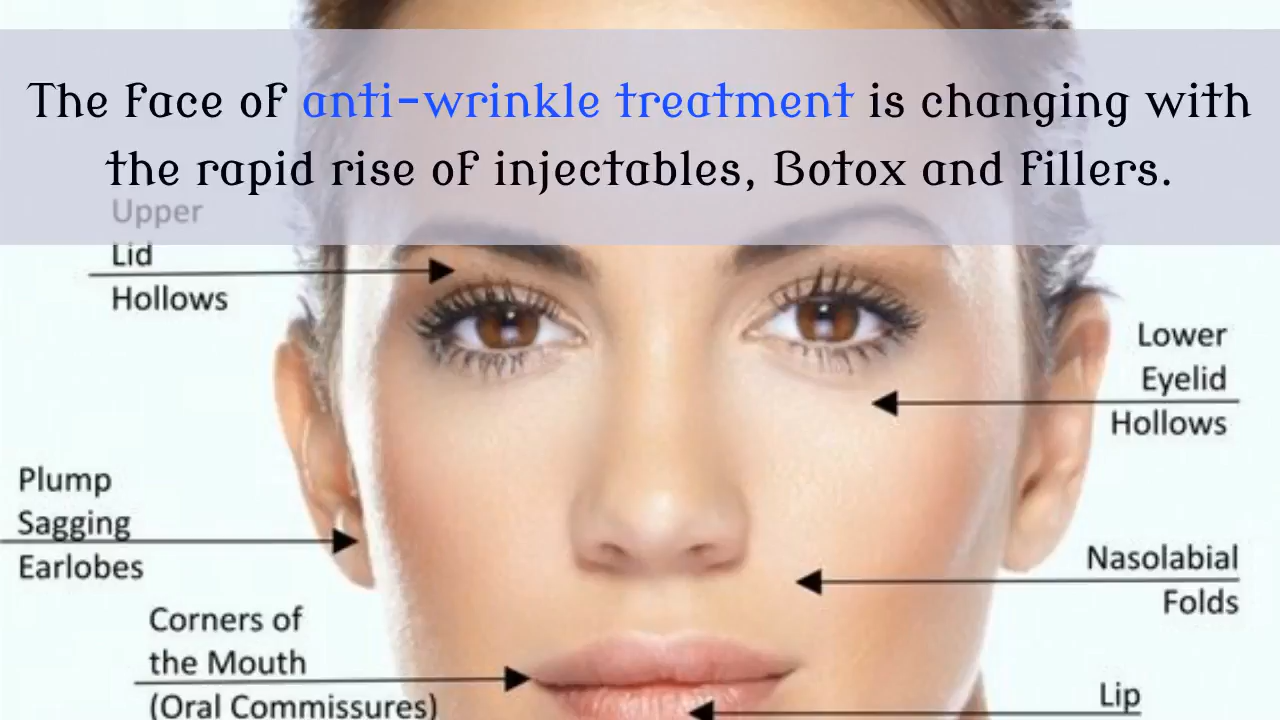 The face of anti-wrinkle treatment is changing with
the rapid rise of injectables, Botox and fillers.
Upper
Lid
Hollows
Lower
Eyelid
Hollows
Plump
Sagging
Earlobes
Nasolabial
Folds
Corners of
the Mouth
(Oral Commissures)
Lip